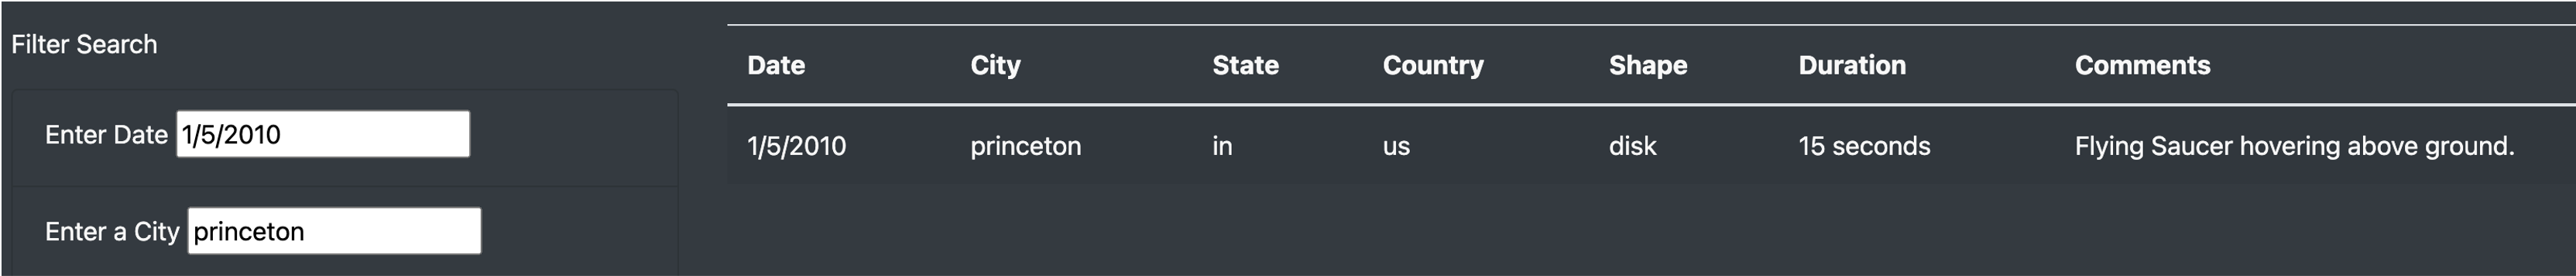 Filter Search
Enter Date 1/5/2010
Enter a City princeton
Date City State Country Shape Duration Comments
1/5/2010 princeton in us disk 15 seconds Flying Saucer hovering above ground.